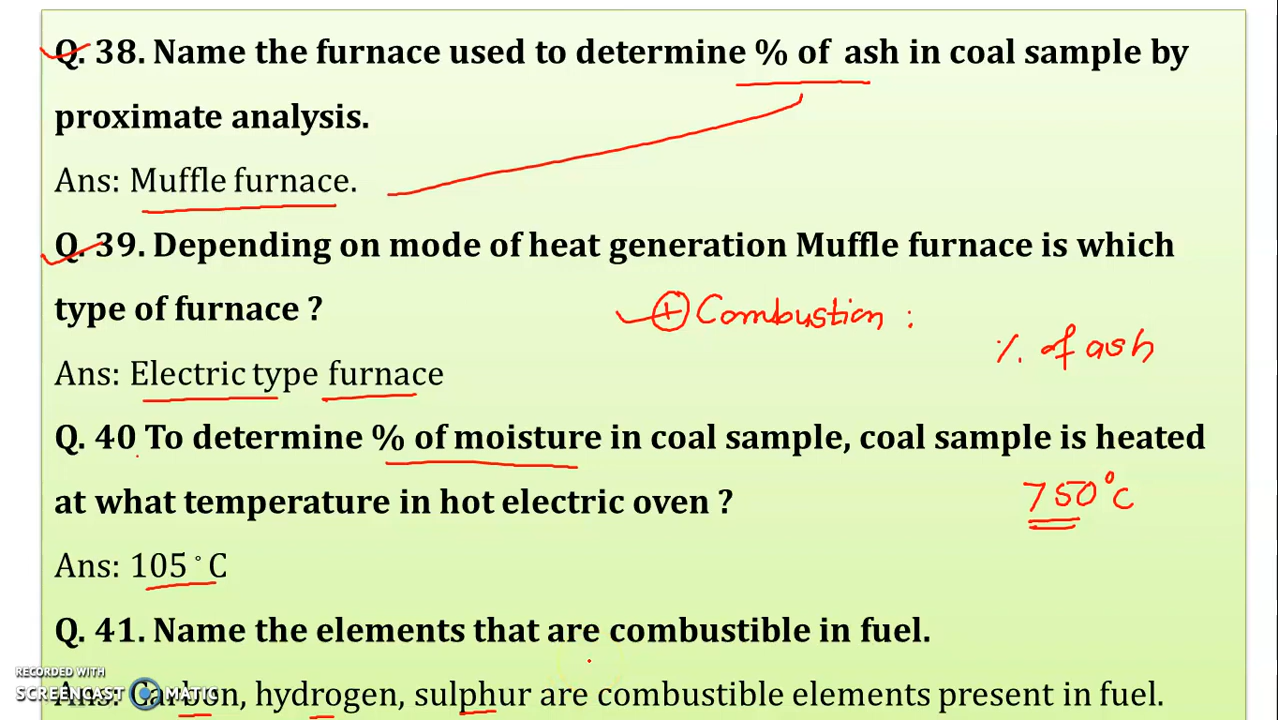 Q. 38. Name the furnace used to determine % of ash in coal sample by
proximate analysis.
Ans: Muffle furnace.
Q. 39. Depending on mode of heat generation Muffle furnace is which
type of furnace ?
+ Combustion :
% of ash
Ans: Electric type furnace
Q. 40 To determine % of moisture in coal sample, coal sample is heated
at what temperature in hot electric oven ?
750°C
Ans: 105°C
Q. 41. Name the elements that are combustible in fuel.
RECORDED WITH
SCREENCAST MATIC
Ans: Carbon, hydrogen, sulphur are combustible elements present in fuel.